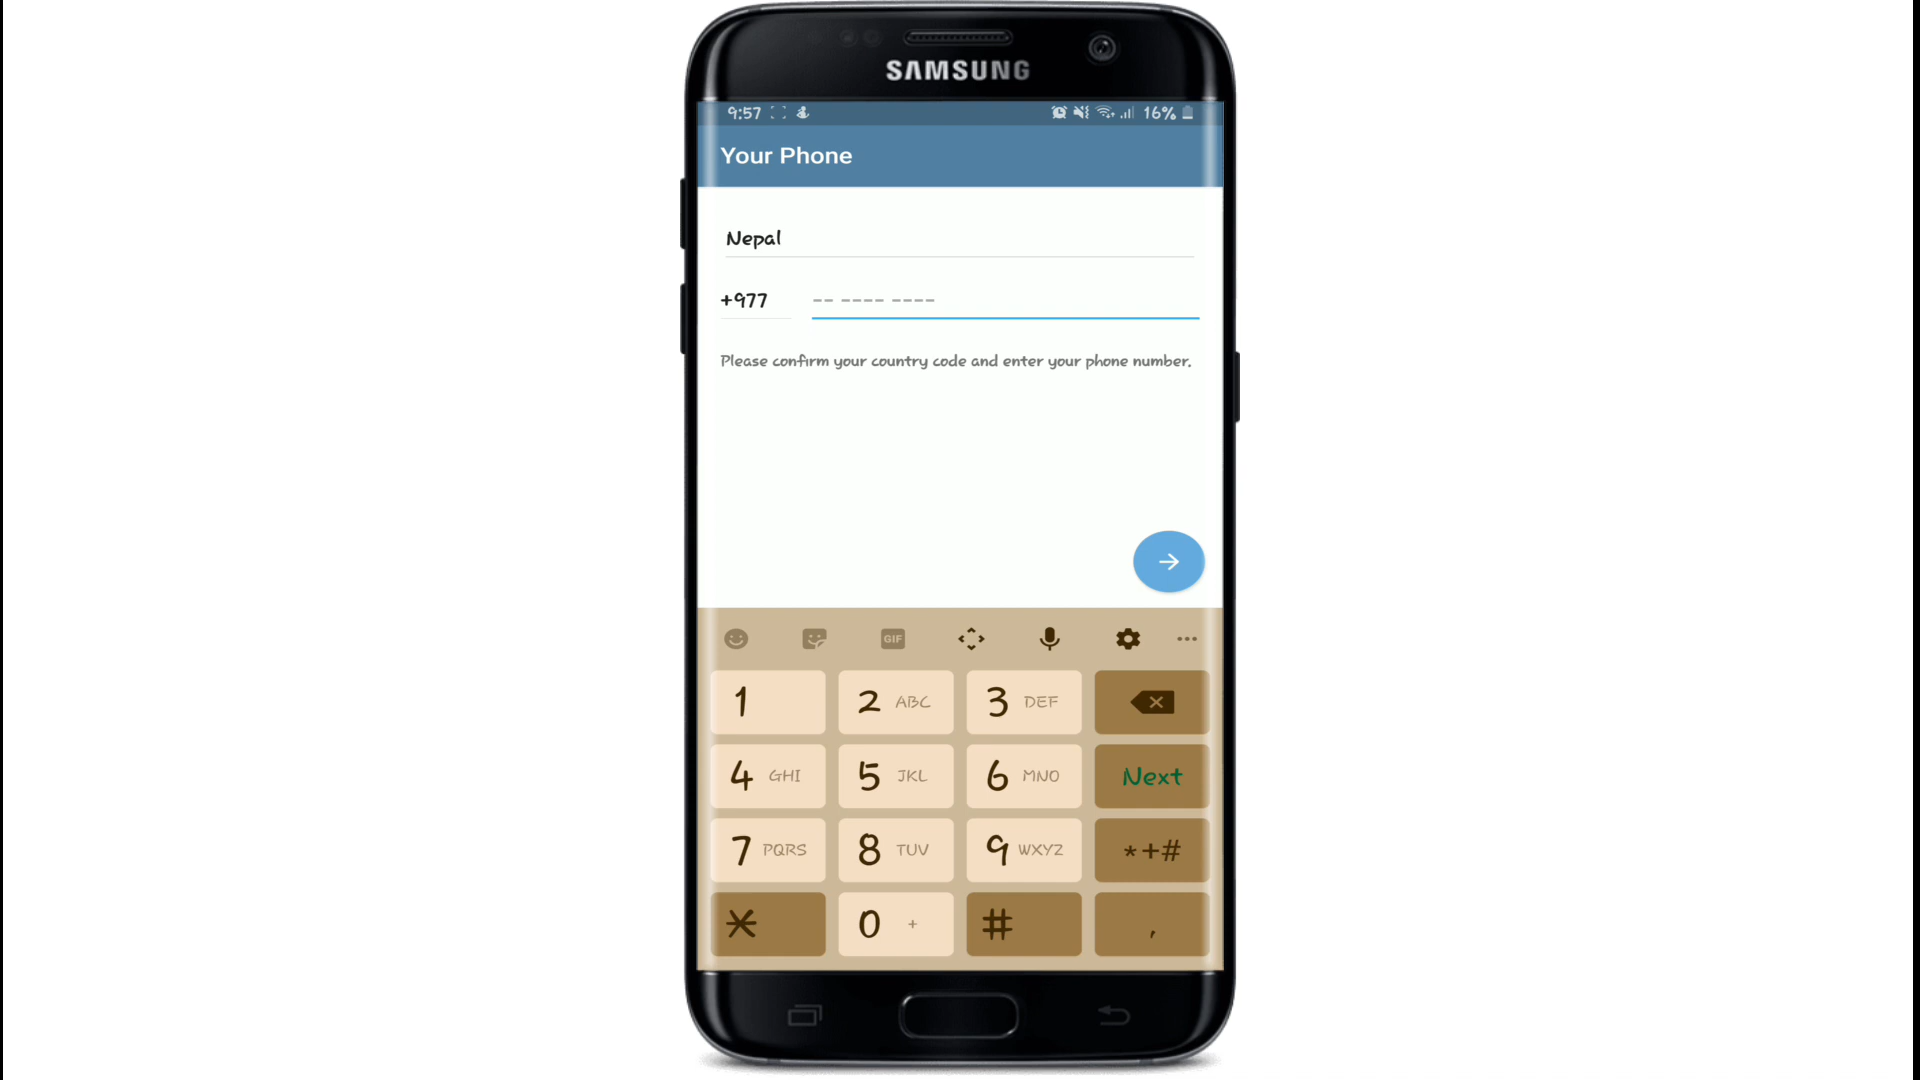 SAMSUNG
9:57 16%
Your Phone
Nepal
+977 -- ---- ----
Please confirm your country code and enter your phone number.
GIF
1 2 ABC 3 DEF
4 GHI 5 JKL 6 MNO Next
7 PQRS 8 TUV 9 WXYZ *+#
* 0 + # ,